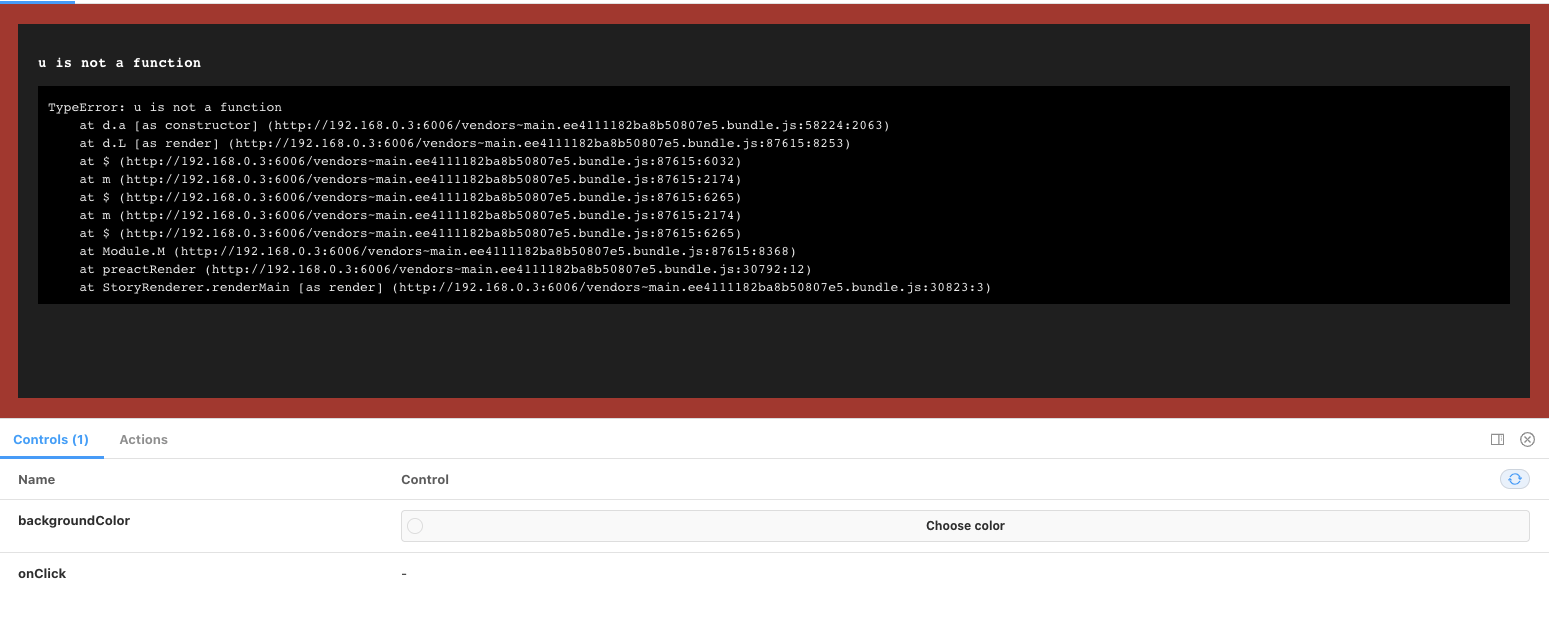 u is not a function
TypeError: u is not a function
at d.a [as constructor] (http://192.168.0.3:6006/vendors~main.ee4111182ba8b50807e5.bundle.js:58224:2063)
at d.L [as render] (http://192.168.0.3:6006/vendors~main.ee4111182ba8b50807e5.bundle.js:87615:8253)
at $ (http://192.168.0.3:6006/vendors~main.ee4111182ba8b50807e5.bundle.js:87615:6032)
at m (http://192.168.0.3:6006/vendors~main.ee4111182ba8b50807e5.bundle.js:87615:2174)
at $ (http://192.168.0.3:6006/vendors~main.ee4111182ba8b50807e5.bundle.js:87615:6265)
at m (http://192.168.0.3:6006/vendors~main.ee4111182ba8b50807e5.bundle.js:87615:2174)
at $ (http://192.168.0.3:6006/vendors~main.ee4111182ba8b50807e5.bundle.js:87615:6265)
at Module.M (http://192.168.0.3:6006/vendors~main.ee4111182ba8b50807e5.bundle.js:87615:8368)
at preactRender (http://192.168.0.3:6006/vendors~main.ee4111182ba8b50807e5.bundle.js:30792:12)
at StoryRenderer.renderMain [as render] (http://192.168.0.3:6006/vendors~main.ee4111182ba8b50807e5.bundle.js:30823:3)
Controls (1) Actions
Name Control
backgroundColor Choose color
onClick -